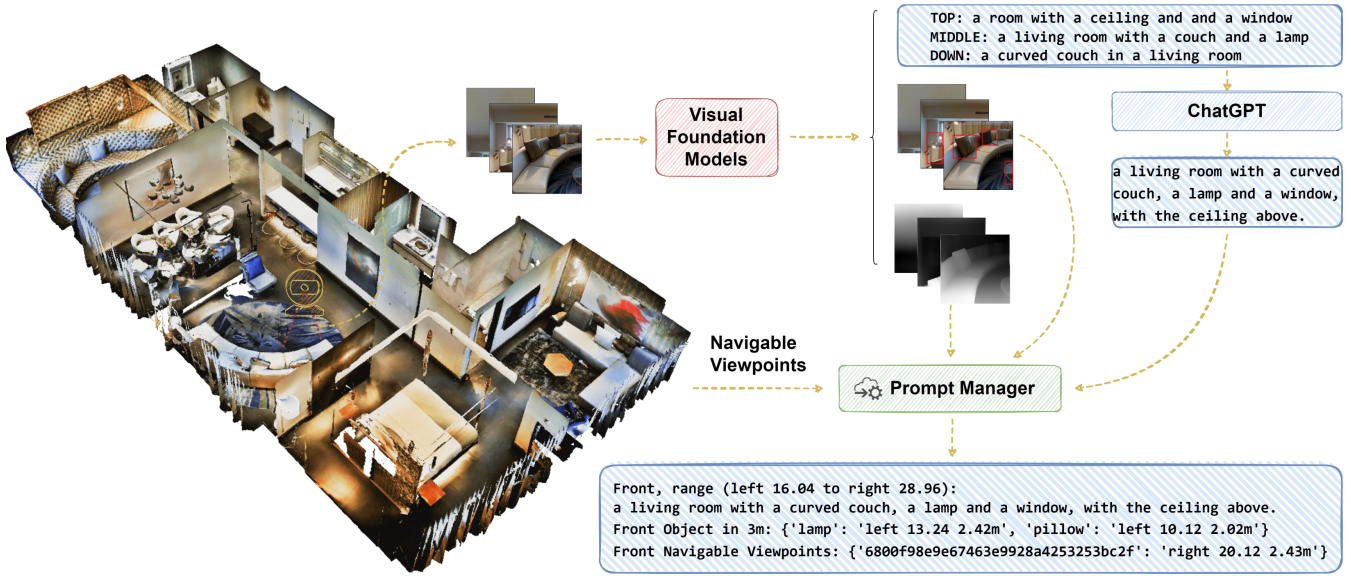 TOP: a room with a ceiling and and a window
MIDDLE: a living room with a couch and a lamp
DOWN: a curved couch in a living room
Visual
Foundation
Models
ChatGPT
a living room with a curved
couch, a lamp and a window,
with the ceiling above.
Navigable
Viewpoints
Prompt Manager
Front, range (left 16.04 to right 28.96):
a living room with a curved couch, a lamp and a window, with the ceiling above.
Front Object in 3m: {'lamp': 'left 13.24 2.42m', 'pillow': 'left 10.12 2.02m'}
Front Navigable Viewpoints: {'6800f98e9e67463e9928a4253253bc2f': 'right 20.12 2.43m'}